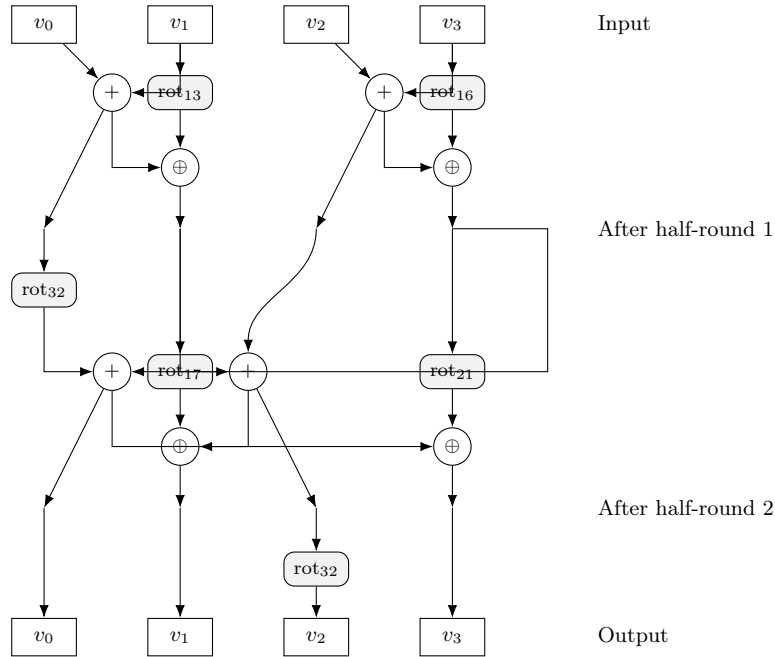 v₀ v₁ v₂ v₃ Input
+ rot₁₃ + rot₁₆
⊕ ⊕
After half-round 1
rot₃₂
+ rot₁₇ + rot₂₁
⊕ ⊕
After half-round 2
rot₃₂
v₀ v₁ v₂ v₃ Output